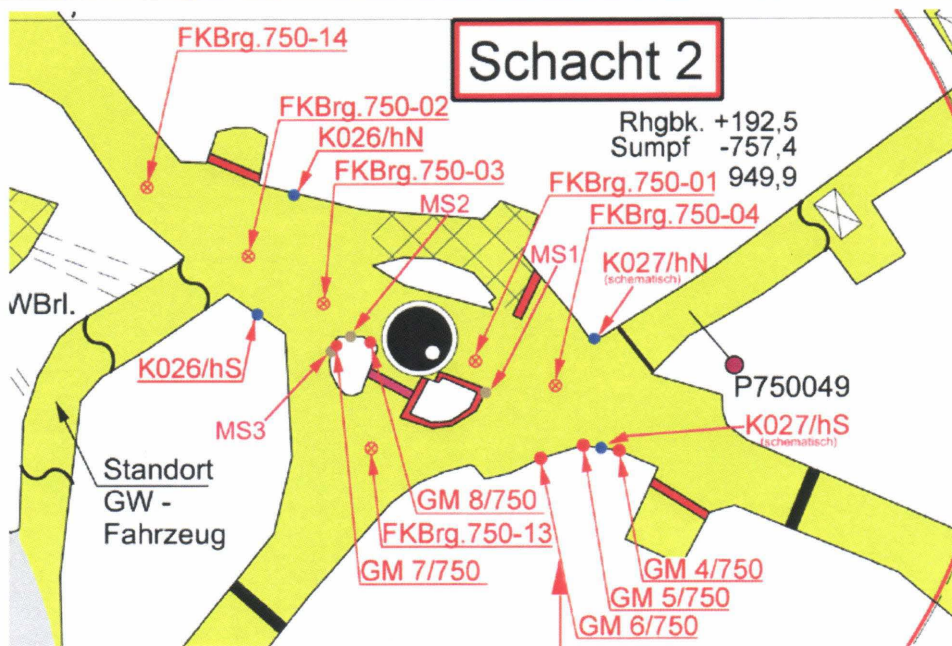 FKBrg.750-14
Schacht 2
FKBrg.750-02
K026/hN
Rhgbk. +192,5
Sumpf -757,4
949,9
FKBrg.750-03
FKBrg.750-01
MS2
FKBrg.750-04
MS1
K027/hN
(schematisch)
WBrl.
K026/hS
P750049
MS3
K027/hS
(schematisch)
Standort
GW -
Fahrzeug
GM 8/750
FKBrg.750-13
GM 7/750
GM 4/750
GM 5/750
GM 6/750